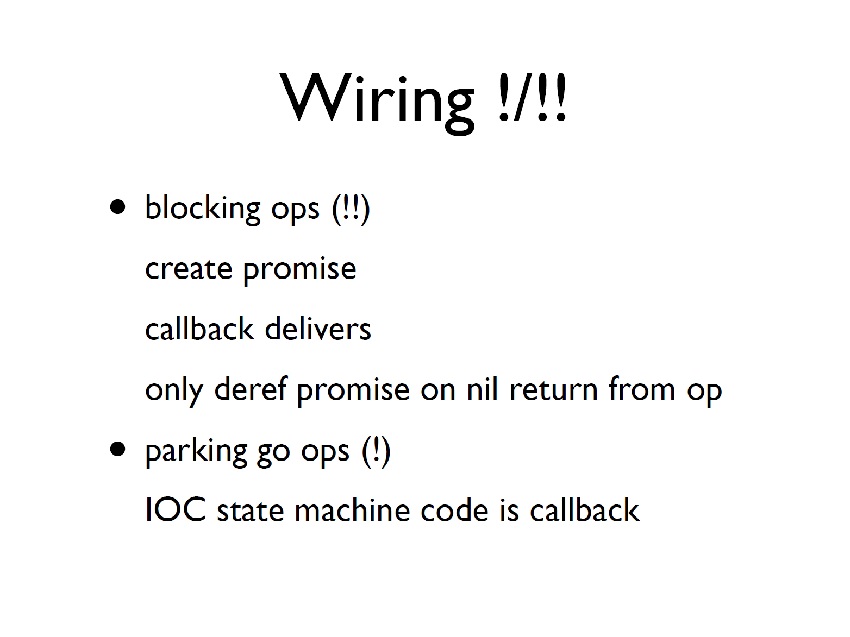 Wiring !/!!
• blocking ops (!!)
create promise
callback delivers
only deref promise on nil return from op
• parking go ops (!)
IOC state machine code is callback